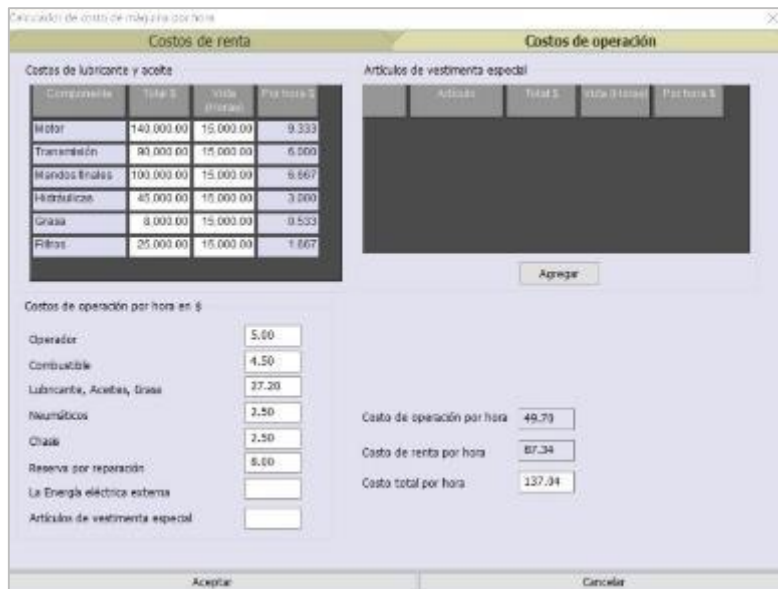 Calculador de costo de máquina por hora
Costos de renta Costos de operación
Costos de lubricante y aceite
Componente Total $ Vida (Horas) Por hora $
Motor 140,000.00 15,000.00 9.333
Transmisión 90,000.00 15,000.00 6.000
Mandos finales 100,000.00 15,000.00 6.667
Hidráulicas 45,000.00 15,000.00 3.000
Grasa 8,000.00 15,000.00 0.533
Filtros 25,000.00 15,000.00 1.667
Artículos de vestimenta especial
Artículo Total $ Vida (Horas) Por hora $
Agregar
Costos de operación por hora en $
Operador 5.00
Combustible 4.50
Lubricante, Aceites, Grasa 27.20
Neumáticos 2.50
Chasis 2.50
Reserva por reparación 8.00
La Energía eléctrica externa
Artículos de vestimenta especial
Costo de operación por hora 49.70
Costo de renta por hora 87.34
Costo total por hora 137.04
Aceptar Cancelar